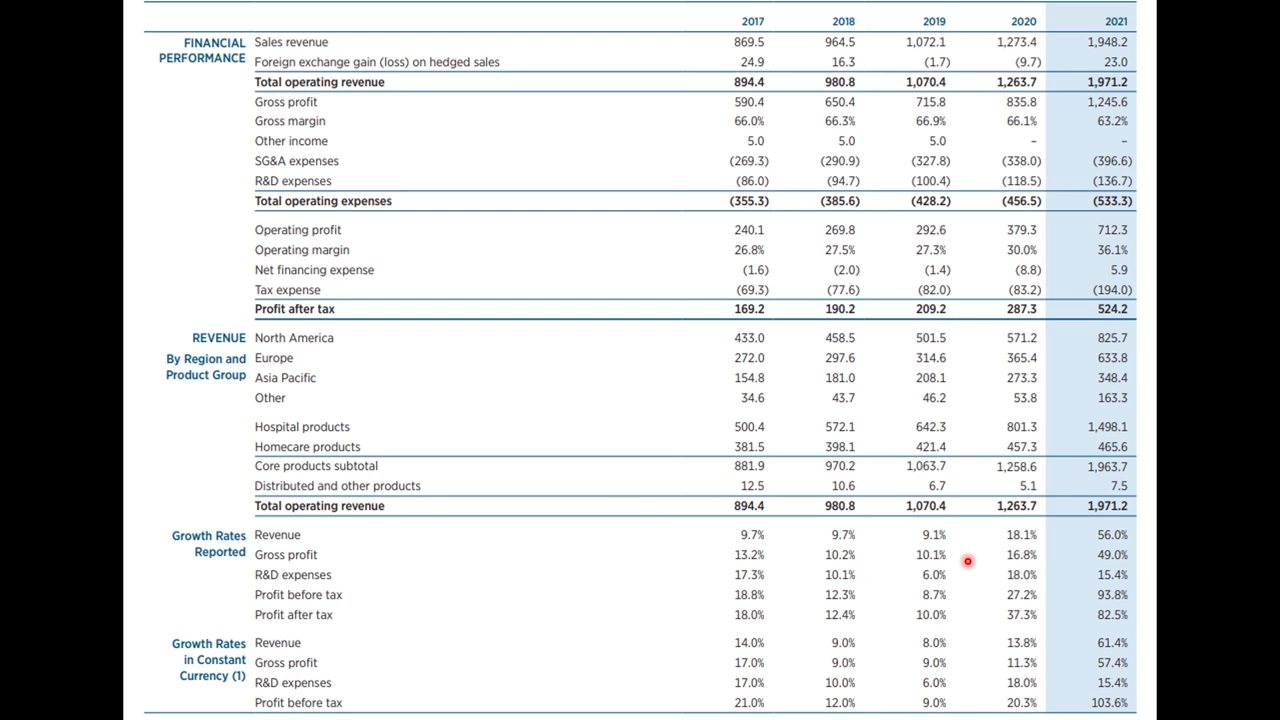 2017 2018 2019 2020 2021
FINANCIAL PERFORMANCE Sales revenue 869.5 964.5 1,072.1 1,273.4 1,948.2
Foreign exchange gain (loss) on hedged sales 24.9 16.3 (1.7) (9.7) 23.0
Total operating revenue 894.4 980.8 1,070.4 1,263.7 1,971.2
Gross profit 590.4 650.4 715.8 835.8 1,245.6
Gross margin 66.0% 66.3% 66.9% 66.1% 63.2%
Other income 5.0 5.0 5.0 – –
SG&A expenses (269.3) (290.9) (327.8) (338.0) (396.6)
R&D expenses (86.0) (94.7) (100.4) (118.5) (136.7)
Total operating expenses (355.3) (385.6) (428.2) (456.5) (533.3)
Operating profit 240.1 269.8 292.6 379.3 712.3
Operating margin 26.8% 27.5% 27.3% 30.0% 36.1%
Net financing expense (1.6) (2.0) (1.4) (8.8) 5.9
Tax expense (69.3) (77.6) (82.0) (83.2) (194.0)
Profit after tax 169.2 190.2 209.2 287.3 524.2
REVENUE North America 433.0 458.5 501.5 571.2 825.7
By Region and Product Group Europe 272.0 297.6 314.6 365.4 633.8
Asia Pacific 154.8 181.0 208.1 273.3 348.4
Other 34.6 43.7 46.2 53.8 163.3
Hospital products 500.4 572.1 642.3 801.3 1,498.1
Homecare products 381.5 398.1 421.4 457.3 465.6
Core products subtotal 881.9 970.2 1,063.7 1,258.6 1,963.7
Distributed and other products 12.5 10.6 6.7 5.1 7.5
Total operating revenue 894.4 980.8 1,070.4 1,263.7 1,971.2
Growth Rates Reported Revenue 9.7% 9.7% 9.1% 18.1% 56.0%
Gross profit 13.2% 10.2% 10.1% 16.8% 49.0%
R&D expenses 17.3% 10.1% 6.0% 18.0% 15.4%
Profit before tax 18.8% 12.3% 8.7% 27.2% 93.8%
Profit after tax 18.0% 12.4% 10.0% 37.3% 82.5%
Growth Rates in Constant Currency (1) Revenue 14.0% 9.0% 8.0% 13.8% 61.4%
Gross profit 17.0% 9.0% 9.0% 11.3% 57.4%
R&D expenses 17.0% 10.0% 6.0% 18.0% 15.4%
Profit before tax 21.0% 12.0% 9.0% 20.3% 103.6%